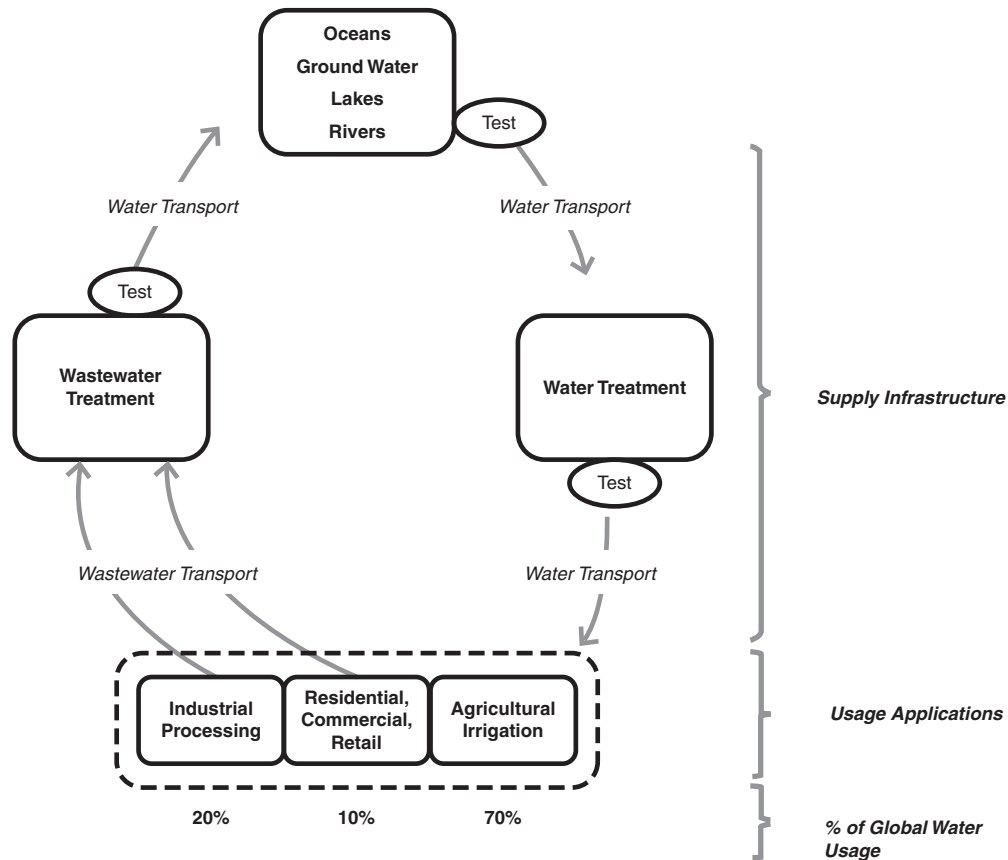 Oceans
Ground Water
Lakes
Rivers
Test
Water Transport
Water Transport
Test
Wastewater
Treatment
Water Treatment
Supply Infrastructure
Test
Wastewater Transport
Water Transport
Industrial
Processing
Residential,
Commercial,
Retail
Agricultural
Irrigation
Usage Applications
20%
10%
70%
% of Global Water
Usage